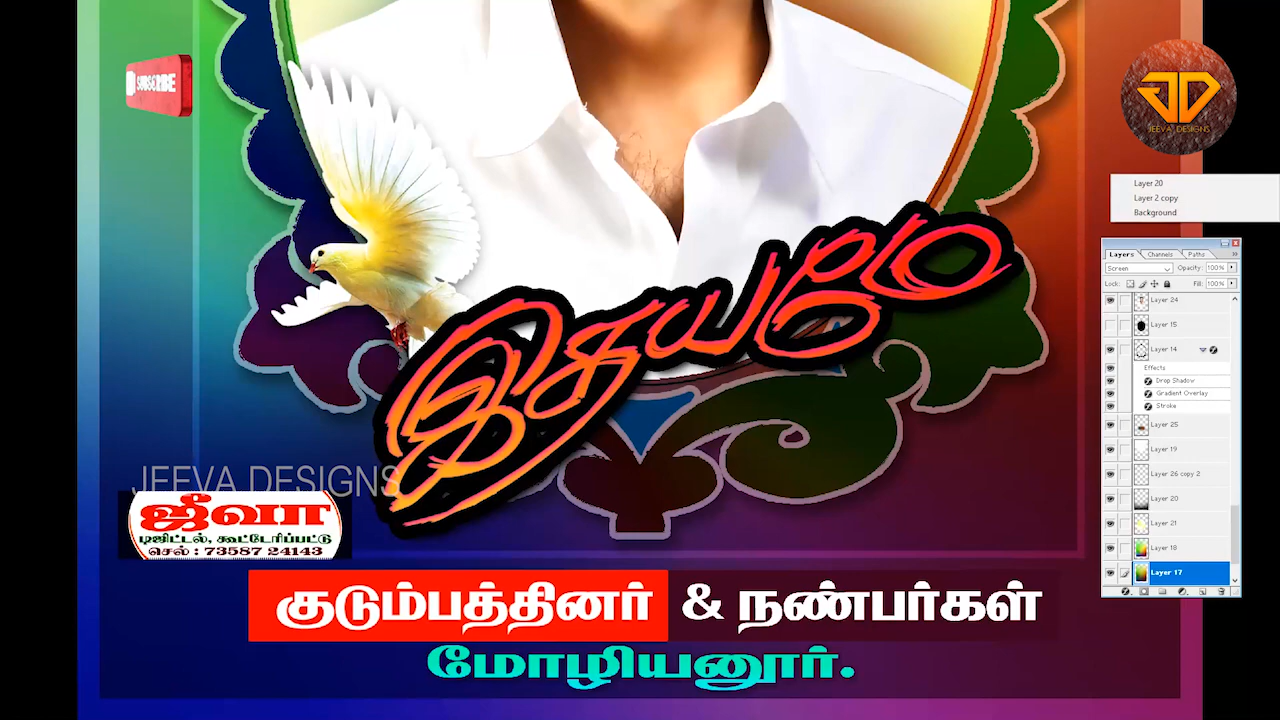 SUBSCRIBE
JD
JEEVA DESIGNS
Layer 20
Layer 2 copy
Background
Layers Channels Paths
Screen Opacity: 100%
Lock: Fill: 100%
Layer 24
Layer 15
Layer 14
Effects
Drop Shadow
Gradient Overlay
Stroke
Layer 25
Layer 19
Layer 26 copy 2
Layer 20
Layer 21
Layer 18
Layer 17
இதயமே
JEEVA DESIGNS
ஜீவா
டிஜிட்டல், கூட்டேரிப்பட்டு
செல் : 73587 24143
குடும்பத்தினர் & நண்பர்கள்
மோழியனூர்.